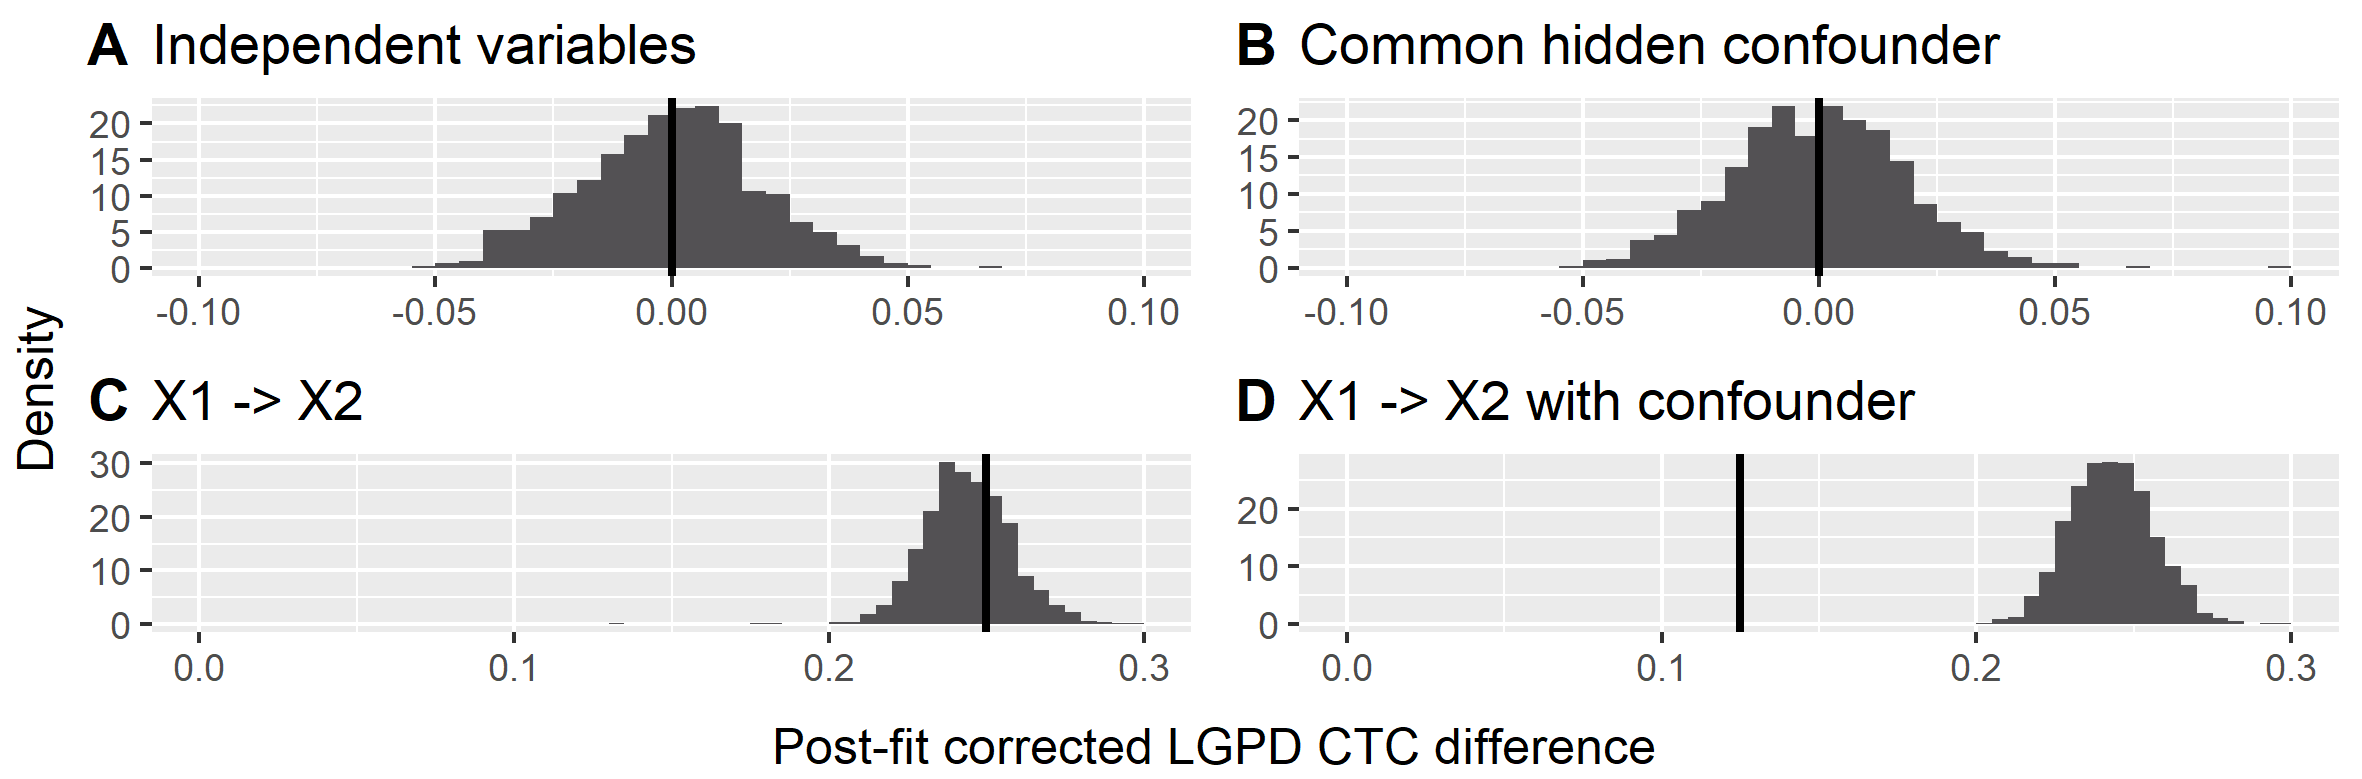 A Independent variables
20
15
10
5
0
-0.10 -0.05 0.00 0.05 0.10
B Common hidden confounder
20
15
10
5
0
-0.10 -0.05 0.00 0.05 0.10
Density
C X1 -> X2
30
20
10
0
0.0 0.1 0.2 0.3
D X1 -> X2 with confounder
20
10
0
0.0 0.1 0.2 0.3
Post-fit corrected LGPD CTC difference